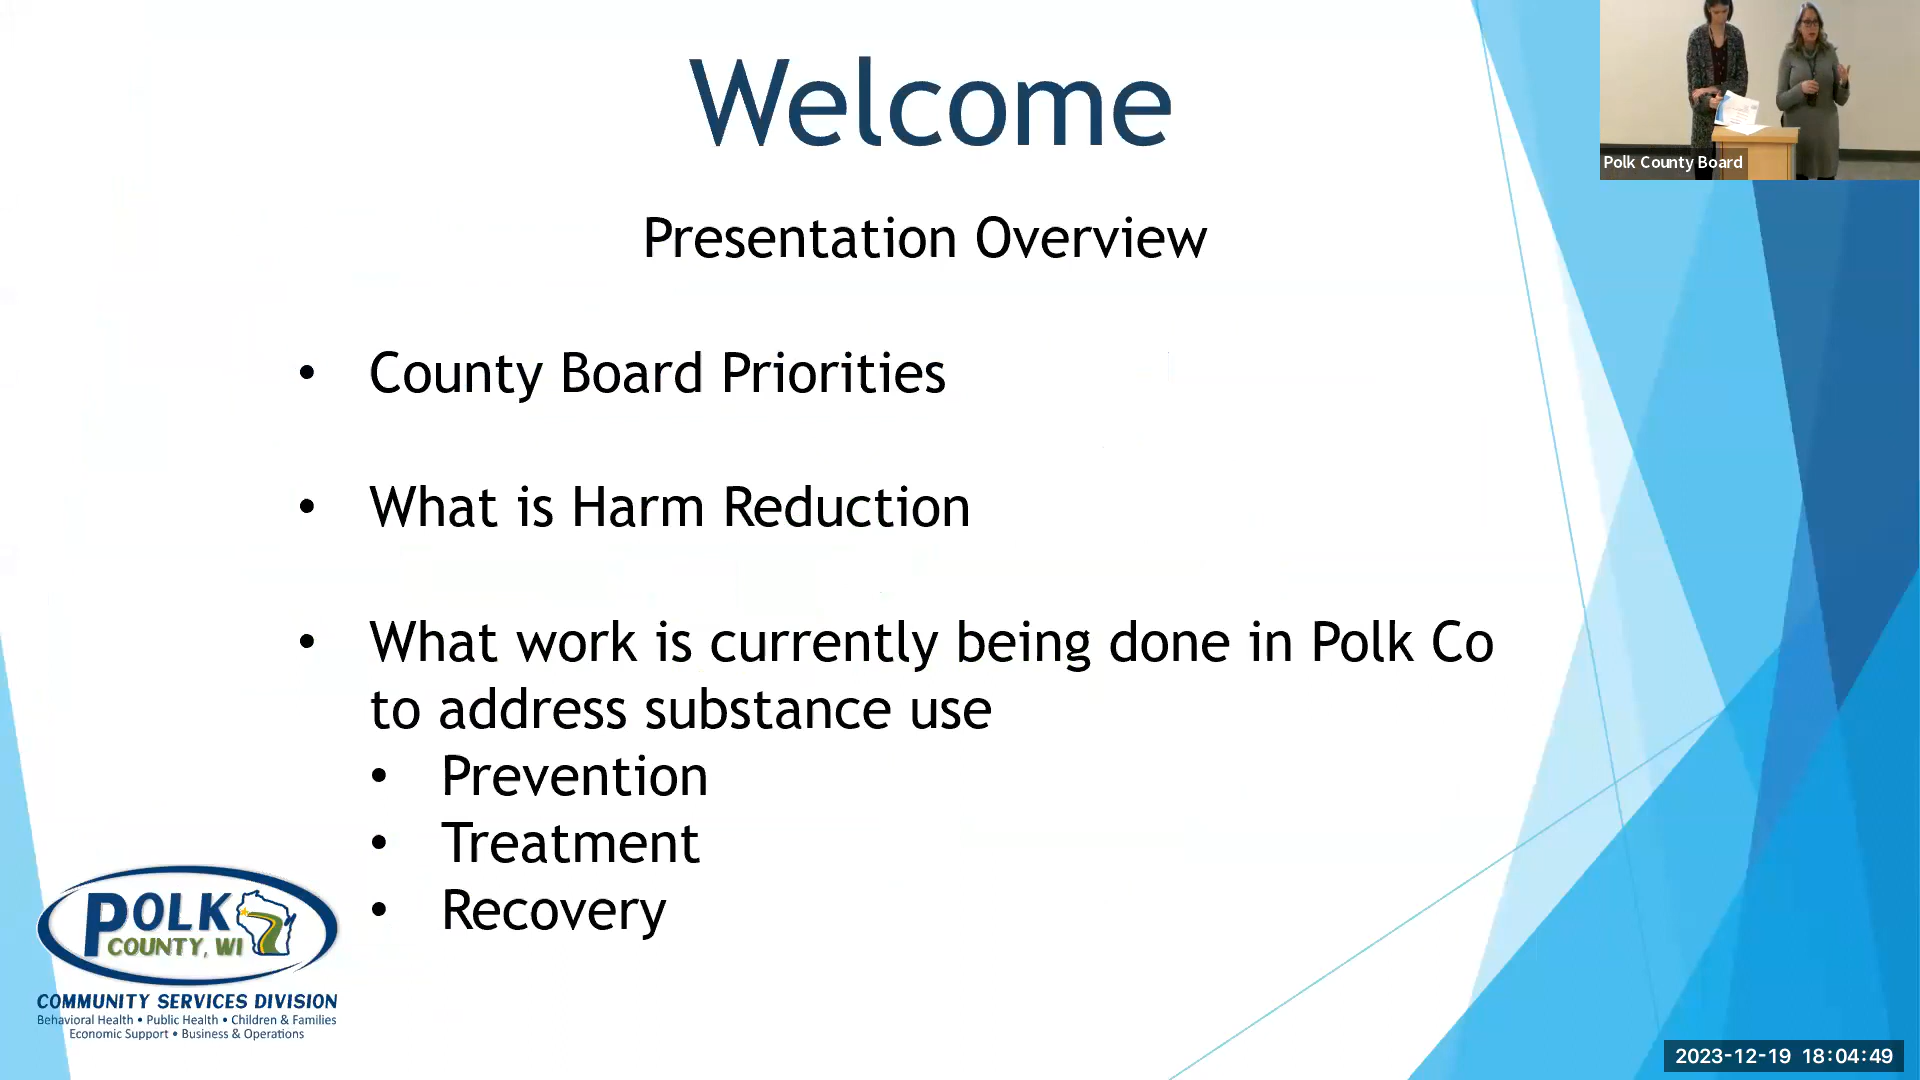 Welcome
Polk County Board
Presentation Overview
• County Board Priorities
• What is Harm Reduction
• What work is currently being done in Polk Co
to address substance use
• Prevention
• Treatment
• Recovery
POLK
COUNTY, WI
COMMUNITY SERVICES DIVISION
Behavioral Health • Public Health • Children & Families
Economic Support • Business & Operations
2023-12-19 18:04:49